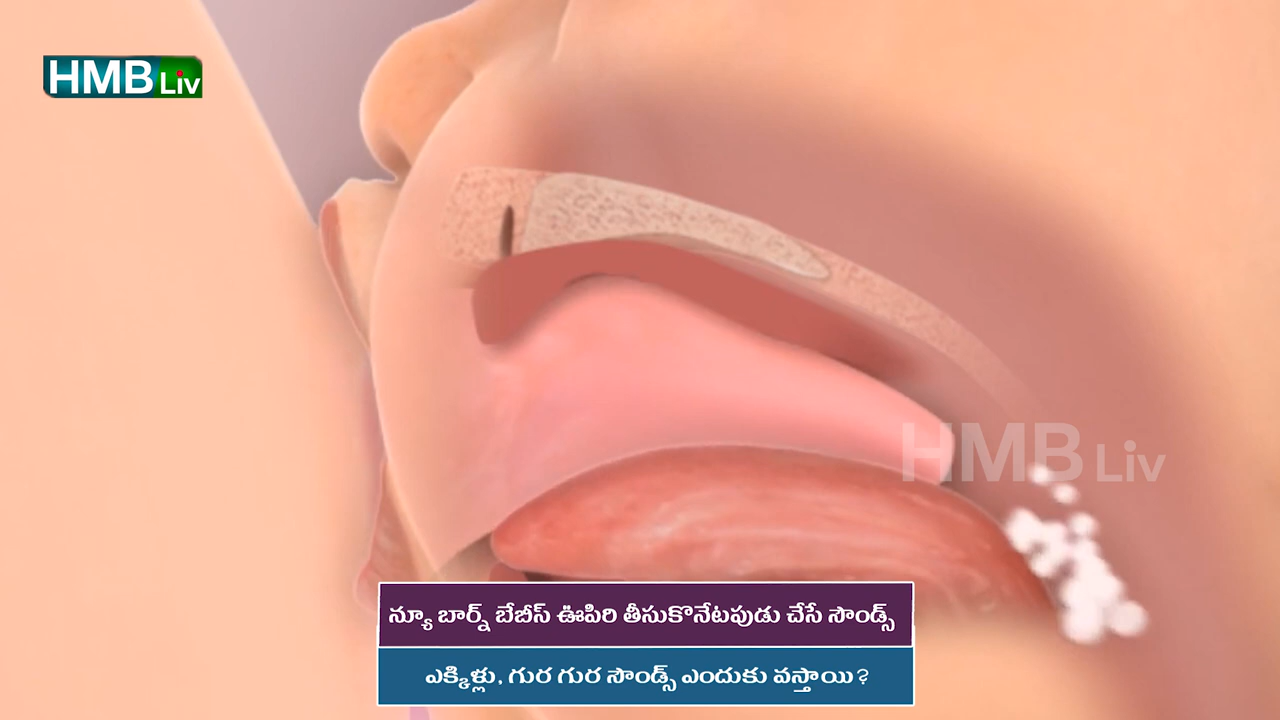 HMB Liv
HMB Liv
న్యూ బార్న్ బేబీస్ ఊపిరి తీసుకొనేటపుడు చేసే సౌండ్స్
ఎక్కిళ్లు, గుర గుర సౌండ్స్ ఎందుకు వస్తాయి?